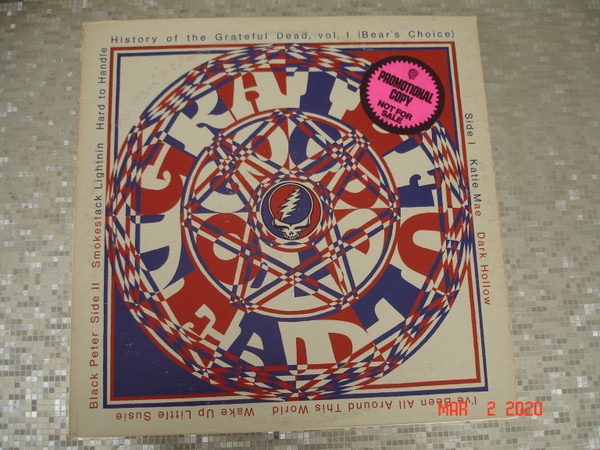 History of the Grateful Dead, vol. I (Bear's Choice)
PROMOTIONAL
COPY
NOT FOR
SALE
Side I Katie Mae Dark Hollow
I've Been All Around This World Wake Up Little Susie
Black Peter Side II Smokestack Lightnin Hard to Handle
GRATEFUL DEAD
MAR 2 2020